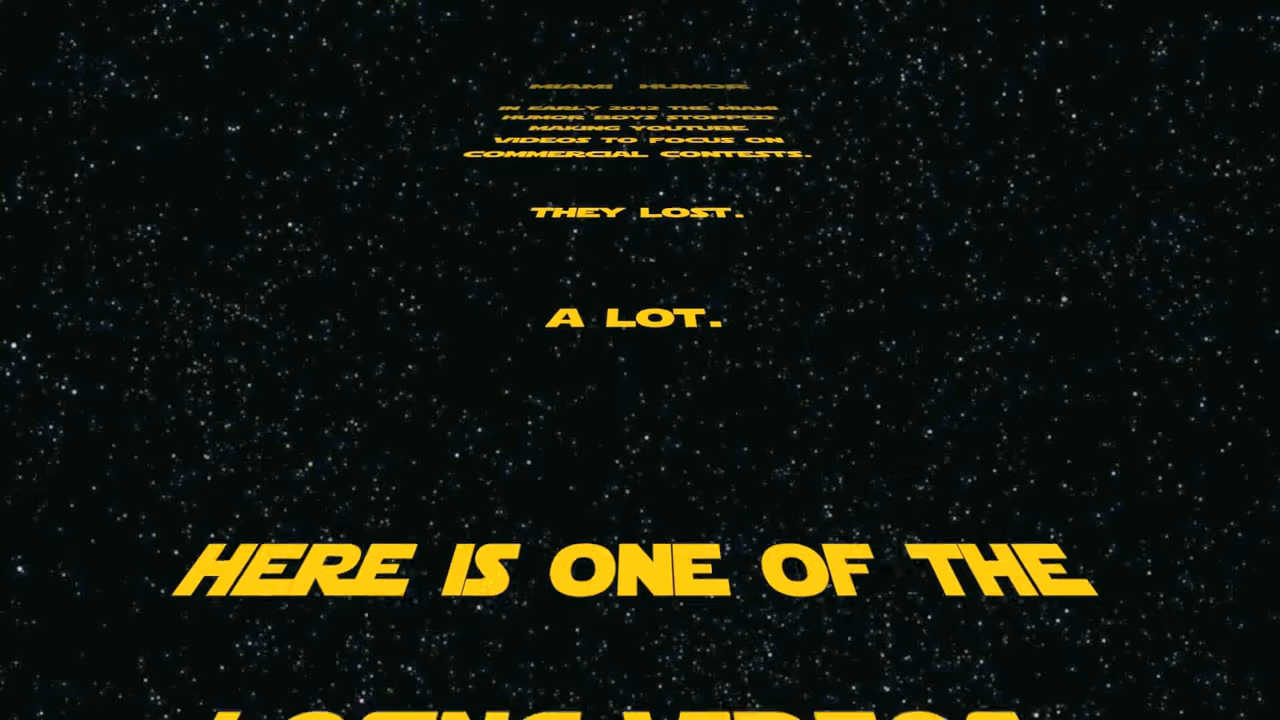 MIAMI HUMOR
IN EARLY 2012 THE MIAMI
HUMOR BOYS STOPPED
MAKING YOUTUBE
VIDEOS TO FOCUS ON
COMMERCIAL CONTESTS.
THEY LOST.
A LOT.
HERE IS ONE OF THE